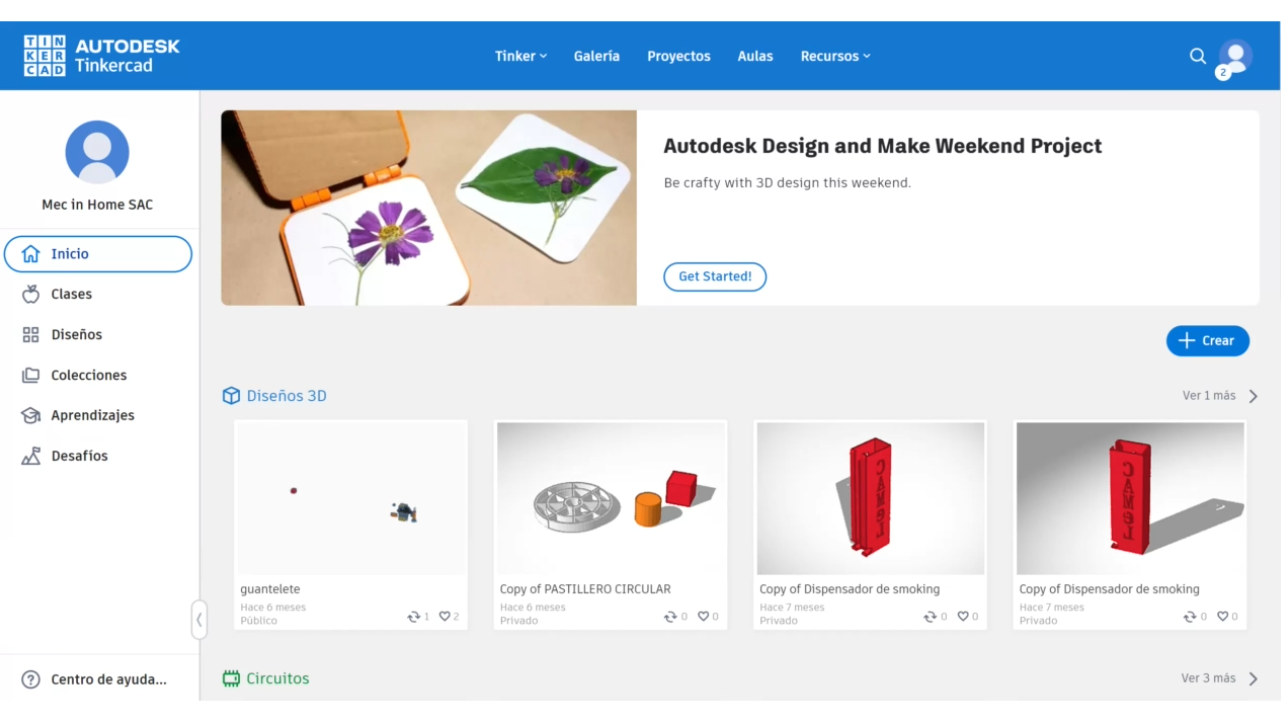 TIN
KER
CAD
AUTODESK
Tinkercad
Tinker
Galería
Proyectos
Aulas
Recursos
2
Mec in Home SAC
Inicio
Clases
Diseños
Colecciones
Aprendizajes
Desafíos
Centro de ayuda...
Autodesk Design and Make Weekend Project
Be crafty with 3D design this weekend.
Get Started!
Crear
Diseños 3D
Ver 1 más
guantelete
Hace 6 meses
Público
1 2
Copy of PASTILLERO CIRCULAR
Hace 6 meses
Privado
0 0
CAMeL
Copy of Dispensador de smoking
Hace 7 meses
Privado
0 0
CAMeL
Copy of Dispensador de smoking
Hace 7 meses
Privado
0 0
Circuitos
Ver 3 más